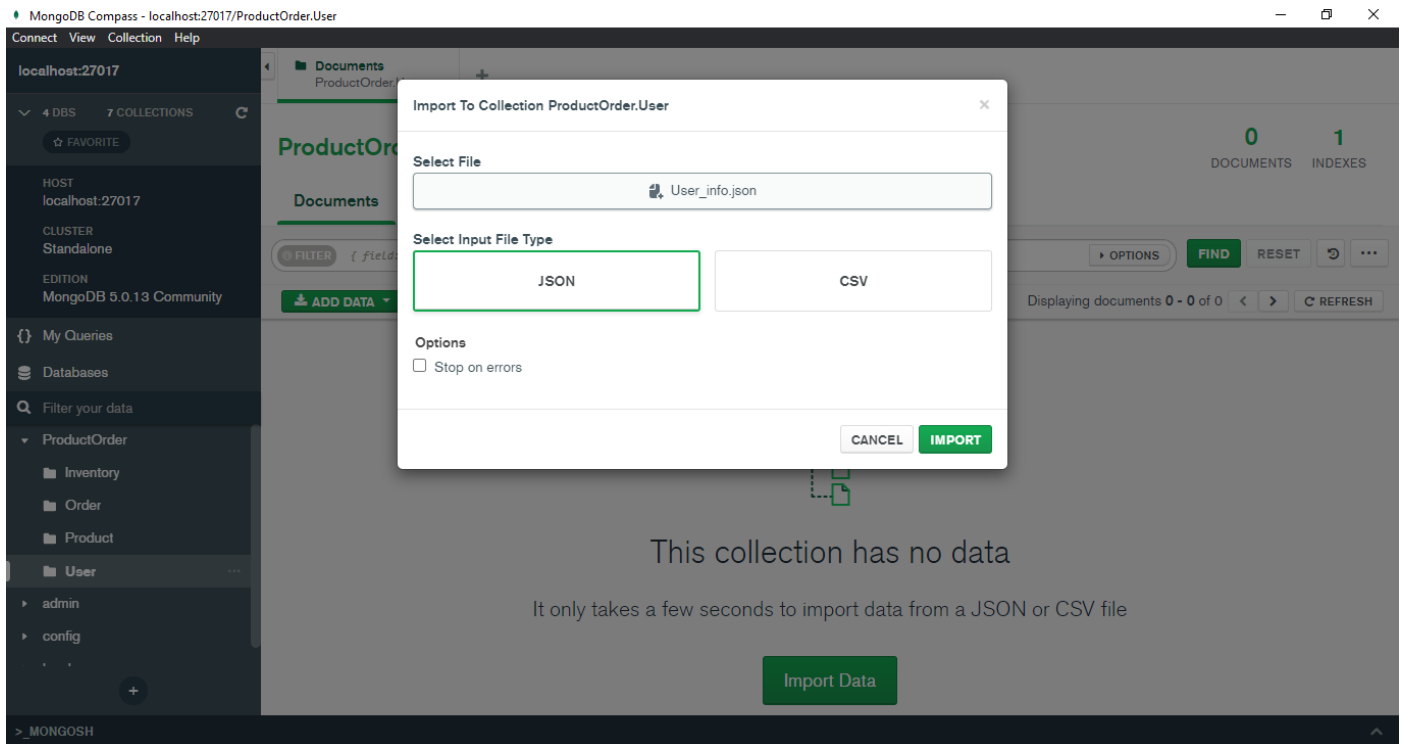 MongoDB Compass - localhost:27017/ProductOrder.User
Connect View Collection Help
localhost:27017
4 DBS 7 COLLECTIONS
FAVORITE
HOST
localhost:27017
CLUSTER
Standalone
EDITION
MongoDB 5.0.13 Community
{} My Queries
Databases
Filter your data
ProductOrder
Inventory
Order
Product
User
admin
config
+
Documents
ProductOrder.U
+
ProductOrd
0
DOCUMENTS
1
INDEXES
Documents
FILTER { field:
OPTIONS
FIND
RESET
ADD DATA
Displaying documents 0 - 0 of 0 < > REFRESH
Import To Collection ProductOrder.User ×
Select File
User_info.json
Select Input File Type
JSON CSV
Options
Stop on errors
CANCEL IMPORT
This collection has no data
It only takes a few seconds to import data from a JSON or CSV file
Import Data
>_MONGOSH